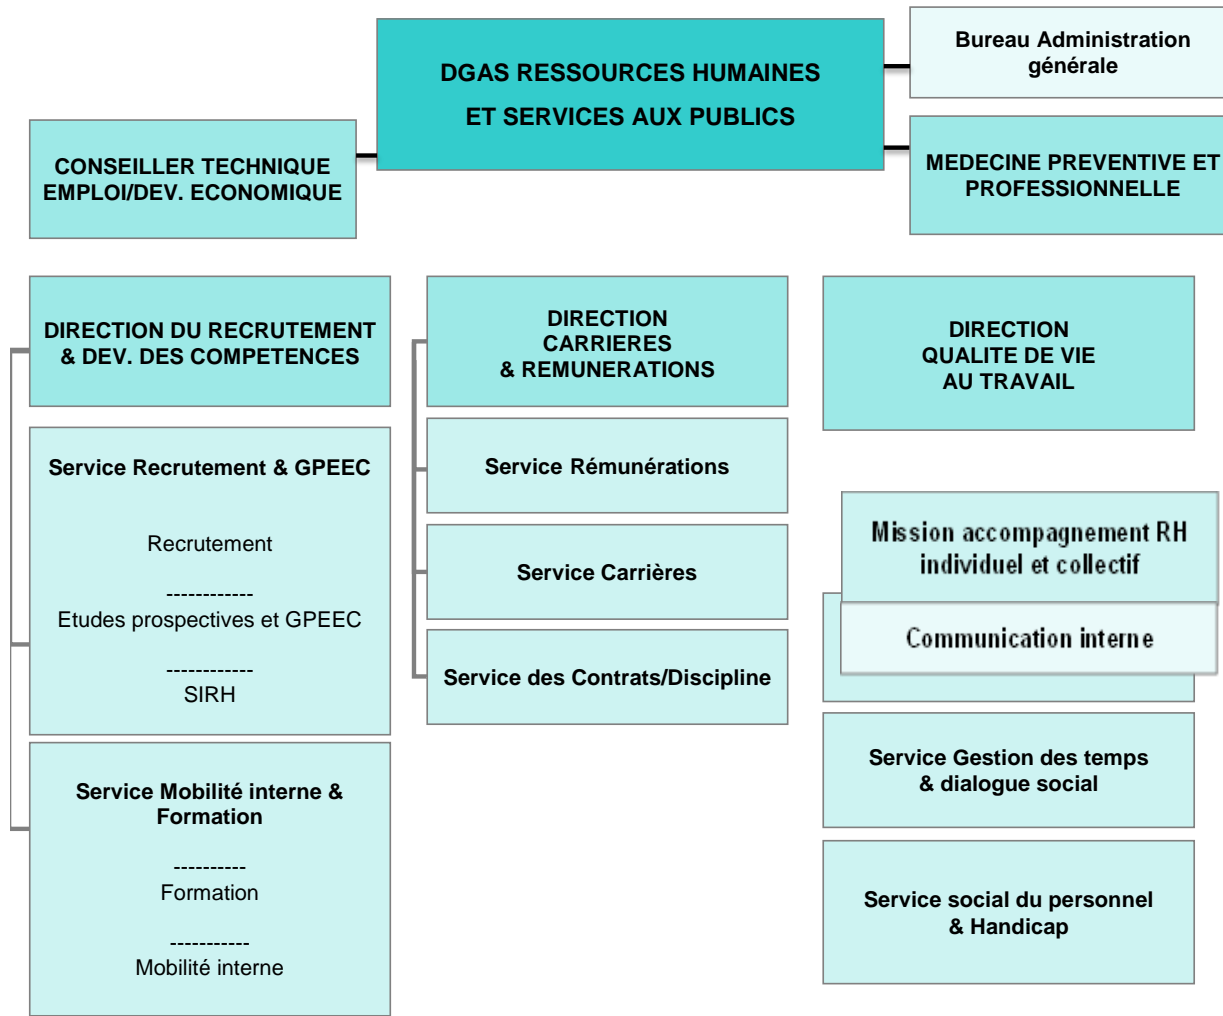 DGAS RESSOURCES HUMAINES
ET SERVICES AUX PUBLICS
Bureau Administration
générale
CONSEILLER TECHNIQUE
EMPLOI/DEV. ECONOMIQUE
MEDECINE PREVENTIVE ET
PROFESSIONNELLE
DIRECTION DU RECRUTEMENT
& DEV. DES COMPETENCES
Service Recrutement & GPEEC
Recrutement
------------
Etudes prospectives et GPEEC
------------
SIRH
Service Mobilité interne &
Formation
----------
Formation
-----------
Mobilité interne
DIRECTION
CARRIERES
& REMUNERATIONS
Service Rémunérations
Service Carrières
Service des Contrats/Discipline
DIRECTION
QUALITE DE VIE
AU TRAVAIL
Mission accompagnement RH
individuel et collectif
Communication interne
Service Gestion des temps
& dialogue social
Service social du personnel
& Handicap